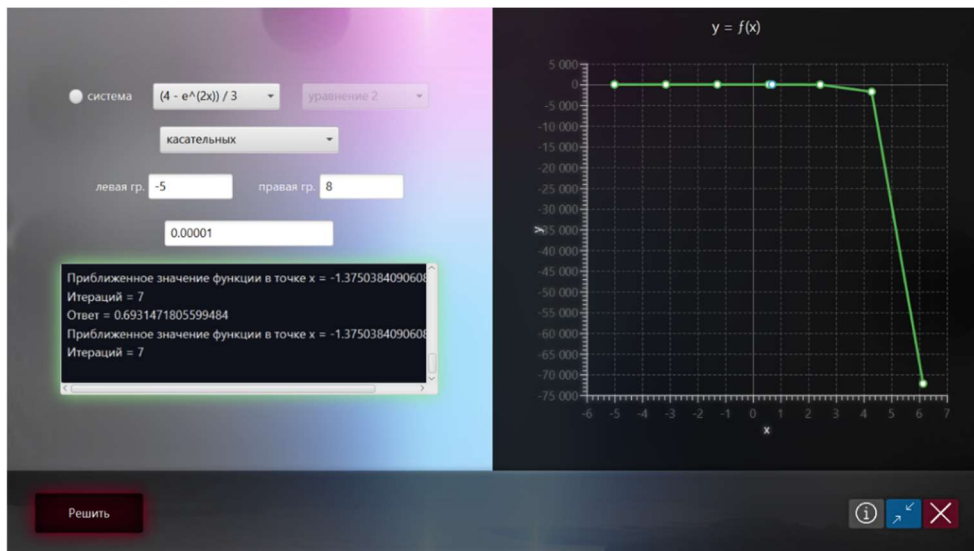 система
(4 - e^(2x)) / 3
уравнение 2
касательных
левая гр.
-5
правая гр.
8
0.00001
Приближенное значение функции в точке x = -1.3750384090608
Итераций = 7
Ответ = 0.6931471805599484
Приближенное значение функции в точке x = -1.3750384090608
Итераций = 7
Решить
y = f(x)
5 000
0
-5 000
-10 000
-15 000
-20 000
-25 000
-30 000
-35 000
-40 000
-45 000
-50 000
-55 000
-60 000
-65 000
-70 000
-75 000
y
-6 -5 -4 -3 -2 -1 0 1 2 3 4 5 6 7
x